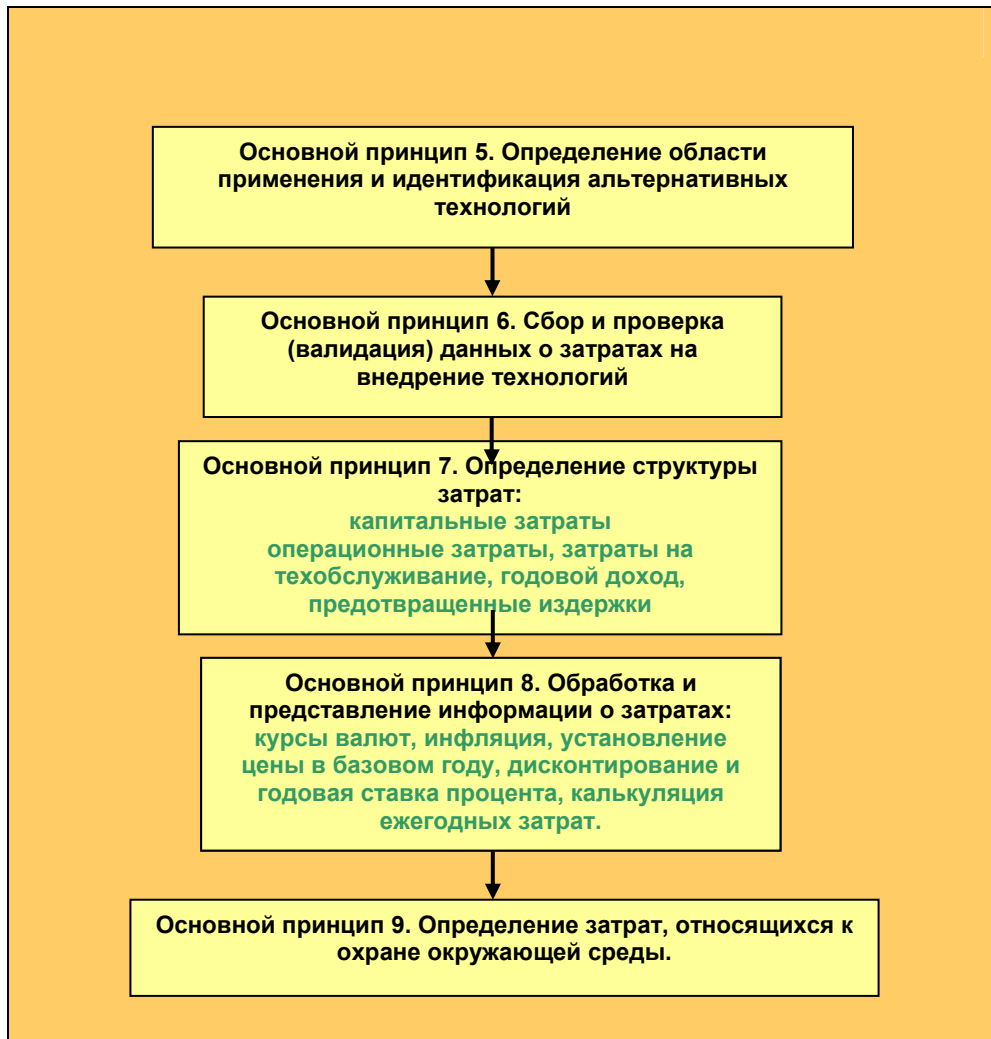 Основной принцип 5. Определение области
применения и идентификация альтернативных
технологий
Основной принцип 6. Сбор и проверка
(валидация) данных о затратах на
внедрение технологий
Основной принцип 7. Определение структуры
затрат:
капитальные затраты
операционные затраты, затраты на
техобслуживание, годовой доход,
предотвращенные издержки
Основной принцип 8. Обработка и
представление информации о затратах:
курсы валют, инфляция, установление
цены в базовом году, дисконтирование и
годовая ставка процента, калькуляция
ежегодных затрат.
Основной принцип 9. Определение затрат, относящихся к
охране окружающей среды.